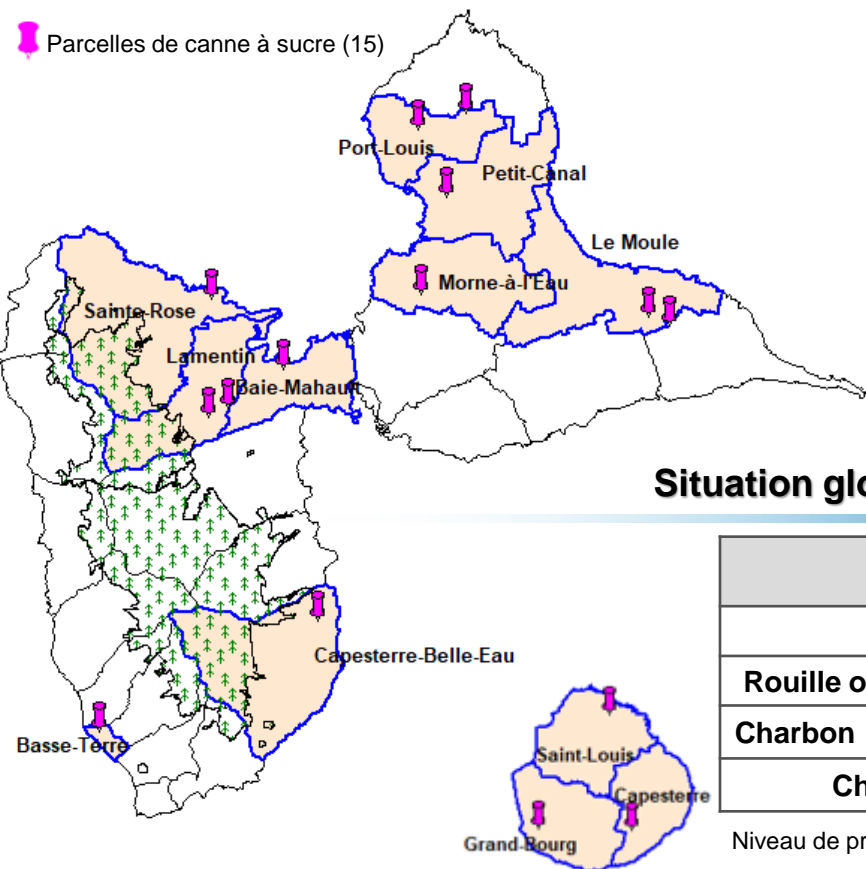 Parcelles de canne à sucre (15)
Port-Louis
Petit-Canal
Le Moule
Morne-à-l'Eau
Sainte-Rose
Lamentin
Baie-Mahault
Situation glo
Capesterre-Belle-Eau
Rouille o
Basse-Terre
Charbon
Saint-Louis
Ch
Capesterre
Grand-Bourg
Niveau de pr